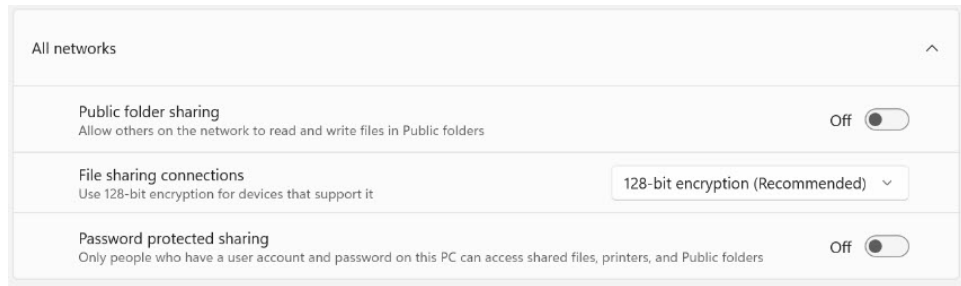 All networks
Public folder sharing
Allow others on the network to read and write files in Public folders
Off
File sharing connections
Use 128-bit encryption for devices that support it
128-bit encryption (Recommended)
Password protected sharing
Only people who have a user account and password on this PC can access shared files, printers, and Public folders
Off